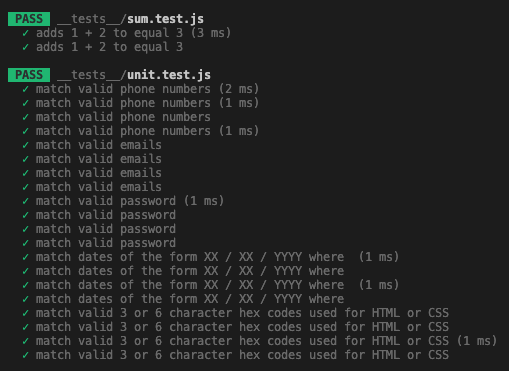 PASS __tests__/sum.test.js
✓ adds 1 + 2 to equal 3 (3 ms)
✓ adds 1 + 2 to equal 3
PASS __tests__/unit.test.js
✓ match valid phone numbers (2 ms)
✓ match valid phone numbers (1 ms)
✓ match valid phone numbers
✓ match valid phone numbers (1 ms)
✓ match valid emails
✓ match valid emails
✓ match valid emails
✓ match valid emails
✓ match valid password (1 ms)
✓ match valid password
✓ match valid password
✓ match valid password
✓ match dates of the form XX / XX / YYYY where  (1 ms)
✓ match dates of the form XX / XX / YYYY where
✓ match dates of the form XX / XX / YYYY where  (1 ms)
✓ match dates of the form XX / XX / YYYY where
✓ match valid 3 or 6 character hex codes used for HTML or CSS
✓ match valid 3 or 6 character hex codes used for HTML or CSS
✓ match valid 3 or 6 character hex codes used for HTML or CSS (1 ms)
✓ match valid 3 or 6 character hex codes used for HTML or CSS